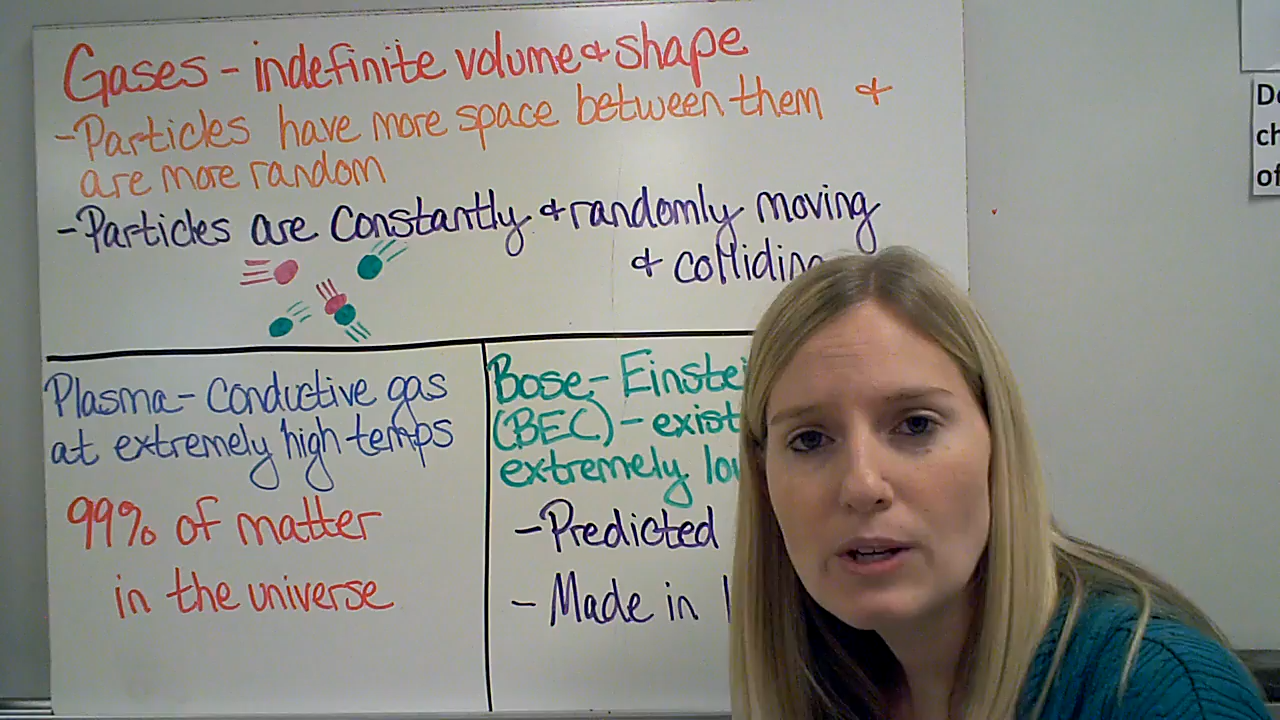 Gases - indefinite volume & shape
- Particles have more space between them &
are more random
- Particles are constantly & randomly moving
& colliding
Plasma - conductive gas
at extremely high temps
99% of matter
in the universe
Bose-Einstei
(BEC) - exist
extremely lo
- Predicted
- Made in
De
ch
of